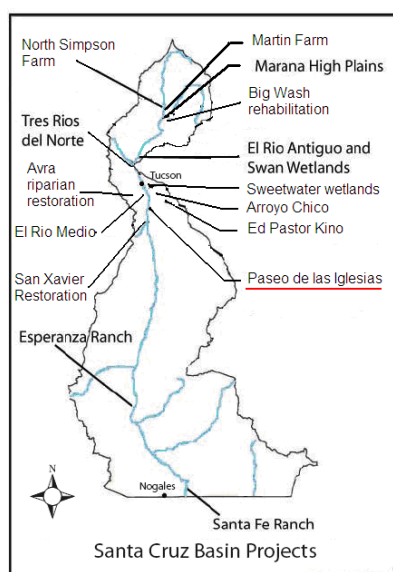 North Simpson
Farm
Martin Farm
Marana High Plains
Big Wash
rehabilitation
Tres Rios
del Norte
El Rio Antiguo and
Swan Wetlands
Tucson
Avra
riparian
restoration
Sweetwater wetlands
Arroyo Chico
El Rio Medio
Ed Pastor Kino
San Xavier
Restoration
Paseo de las Iglesias
Esperanza Ranch
N
Nogales
Santa Fe Ranch
Santa Cruz Basin Projects